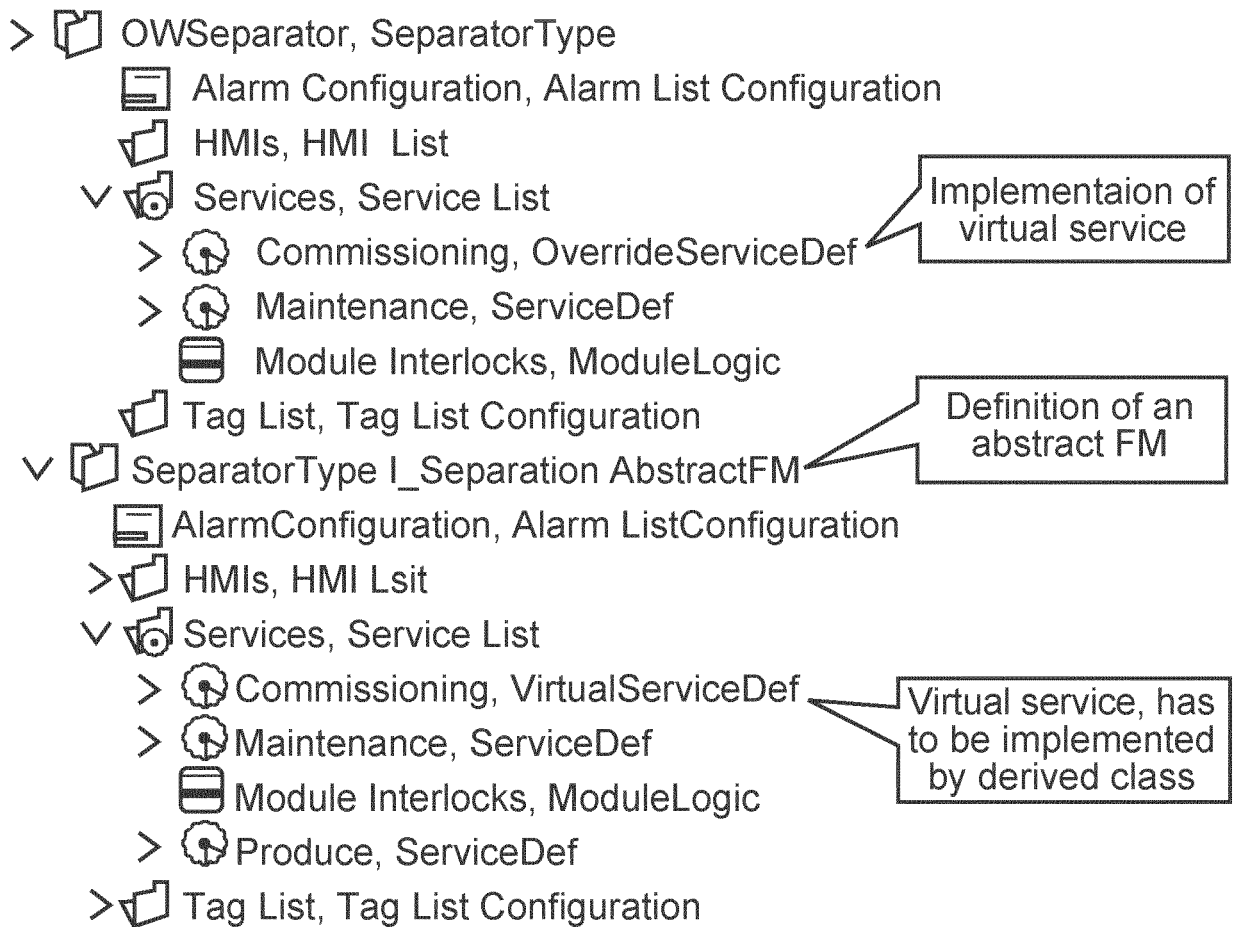 OWSeparator, SeparatorType
Alarm Configuration, Alarm List Configuration
HMIs, HMI List
Services, Service List
Implementaion of
virtual service
Commissioning, OverrideServiceDef
Maintenance, ServiceDef
Module Interlocks, ModuleLogic
Tag List, Tag List Configuration
Definition of an
abstract FM
SeparatorType I_Separation AbstractFM
AlarmConfiguration, Alarm ListConfiguration
HMIs, HMI Lsit
Services, Service List
Commissioning, VirtualServiceDef
Virtual service, has
to be implemented
by derived class
Maintenance, ServiceDef
Module Interlocks, ModuleLogic
Produce, ServiceDef
Tag List, Tag List Configuration